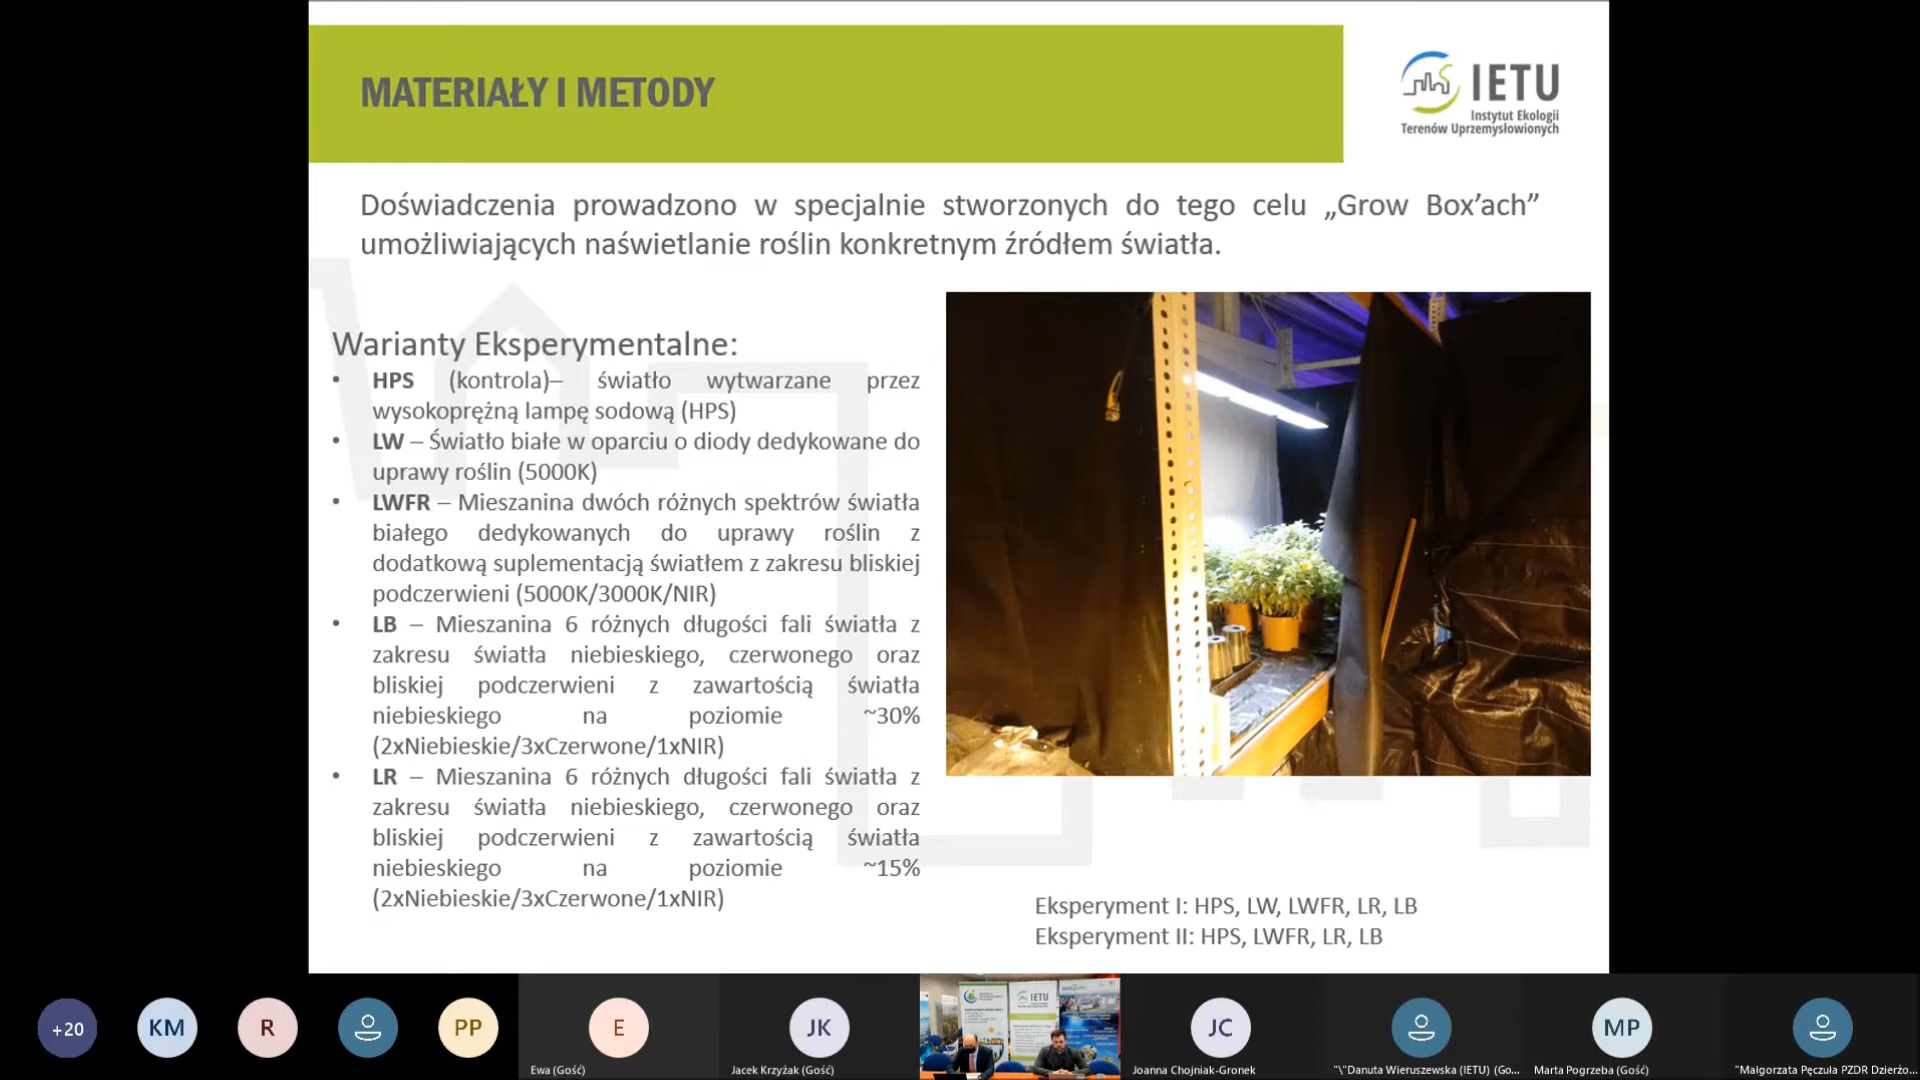 MATERIAŁY I METODY
IETU
Instytut Ekologii
Terenów Uprzemysłowionych
Doświadczenia prowadzono w specjalnie stworzonych do tego celu „Grow Box’ach”
umożliwiających naświetlanie roślin konkretnym źródłem światła.
Warianty Eksperymentalne:
• HPS (kontrola)– światło wytwarzane przez
wysokoprężną lampę sodową (HPS)
• LW – Światło białe w oparciu o diody dedykowane do
uprawy roślin (5000K)
• LWFR – Mieszanina dwóch różnych spektrów światła
białego dedykowanych do uprawy roślin z
dodatkową suplementacją światłem z zakresu bliskiej
podczerwieni (5000K/3000K/NIR)
• LB – Mieszanina 6 różnych długości fali światła z
zakresu światła niebieskiego, czerwonego oraz
bliskiej podczerwieni z zawartością światła
niebieskiego na poziomie ~30%
(2xNiebieskie/3xCzerwone/1xNIR)
• LR – Mieszanina 6 różnych długości fali światła z
zakresu światła niebieskiego, czerwonego oraz
bliskiej podczerwieni z zawartością światła
niebieskiego na poziomie ~15%
(2xNiebieskie/3xCzerwone/1xNIR)
Eksperyment I: HPS, LW, LWFR, LR, LB
Eksperyment II: HPS, LWFR, LR, LB
+20
KM
R
PP
E
Ewa (Gość)
JK
Jacek Krzyżak (Gość)
IETU
JC
Joanna Chojniak-Gronek
"\"Danuta Wieruszewska (IETU) (Go...
MP
Marta Pogrzeba (Gość)
"Małgorzata Pęczuła PZDR Dzierżo...